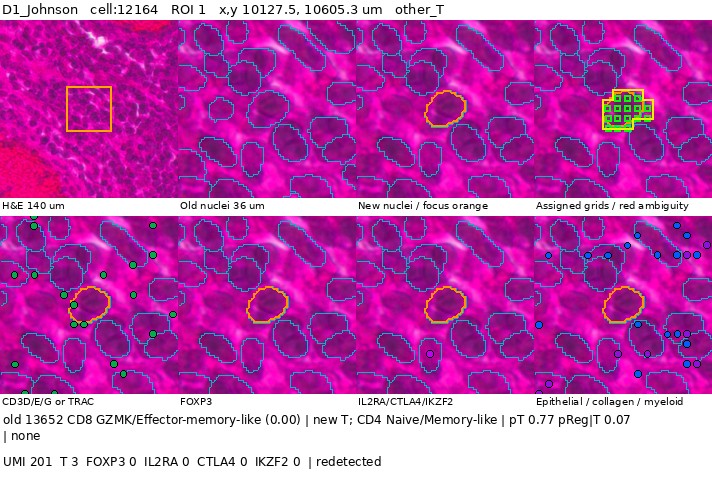 D1_Johnson cell:12164 ROI 1 x,y 10127.5, 10605.3 um other_T
H&E 140 um
Old nuclei 36 um
New nuclei / focus orange
Assigned grids / red ambiguity
CD3D/E/G or TRAC
FOXP3
IL2RA/CTLA4/IKZF2
Epithelial / collagen / myeloid
old 13652 CD8 GZMK/Effector-memory-like (0.00) | new T; CD4 Naive/Memory-like | pT 0.77 pReg|T 0.07
| none
UMI 201 T 3 FOXP3 0 IL2RA 0 CTLA4 0 IKZF2 0 | redetected